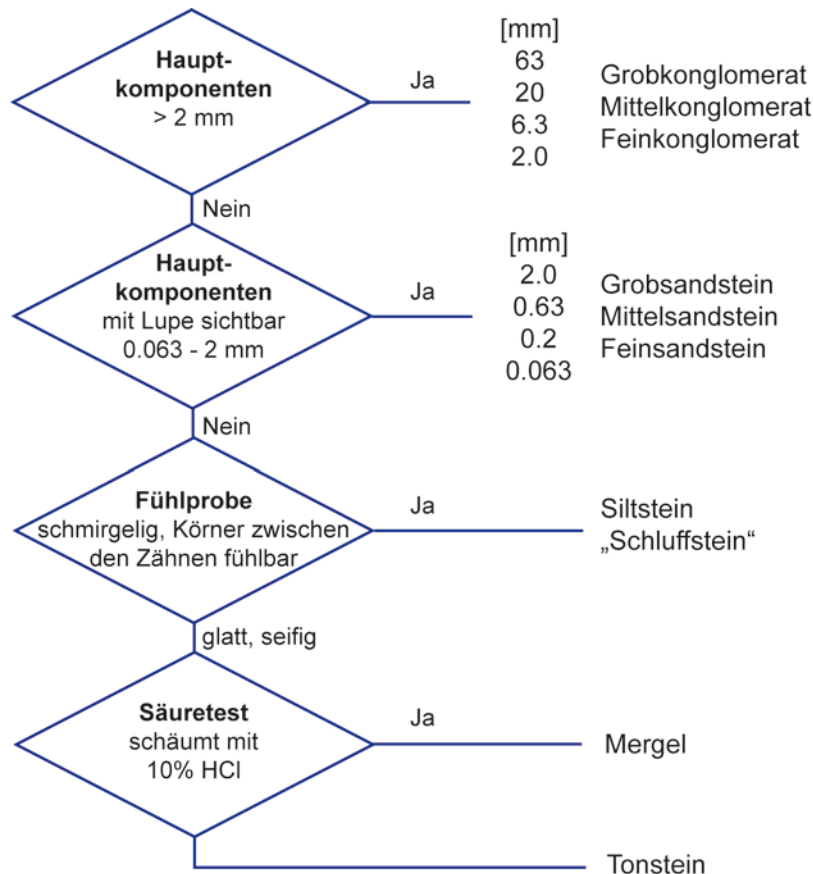 Haupt-
komponenten
> 2 mm
Ja
[mm]
63
20
6.3
2.0
Grobkonglomerat
Mittelkonglomerat
Feinkonglomerat
Nein
Haupt-
komponenten
mit Lupe sichtbar
0.063 - 2 mm
Ja
[mm]
2.0
0.63
0.2
0.063
Grobsandstein
Mittelsandstein
Feinsandstein
Nein
Fühlprobe
schmirgelig, Körner zwischen
den Zähnen fühlbar
Ja
Siltstein
„Schluffstein“
glatt, seifig
Säuretest
schäumt mit
10% HCl
Ja
Mergel
Tonstein